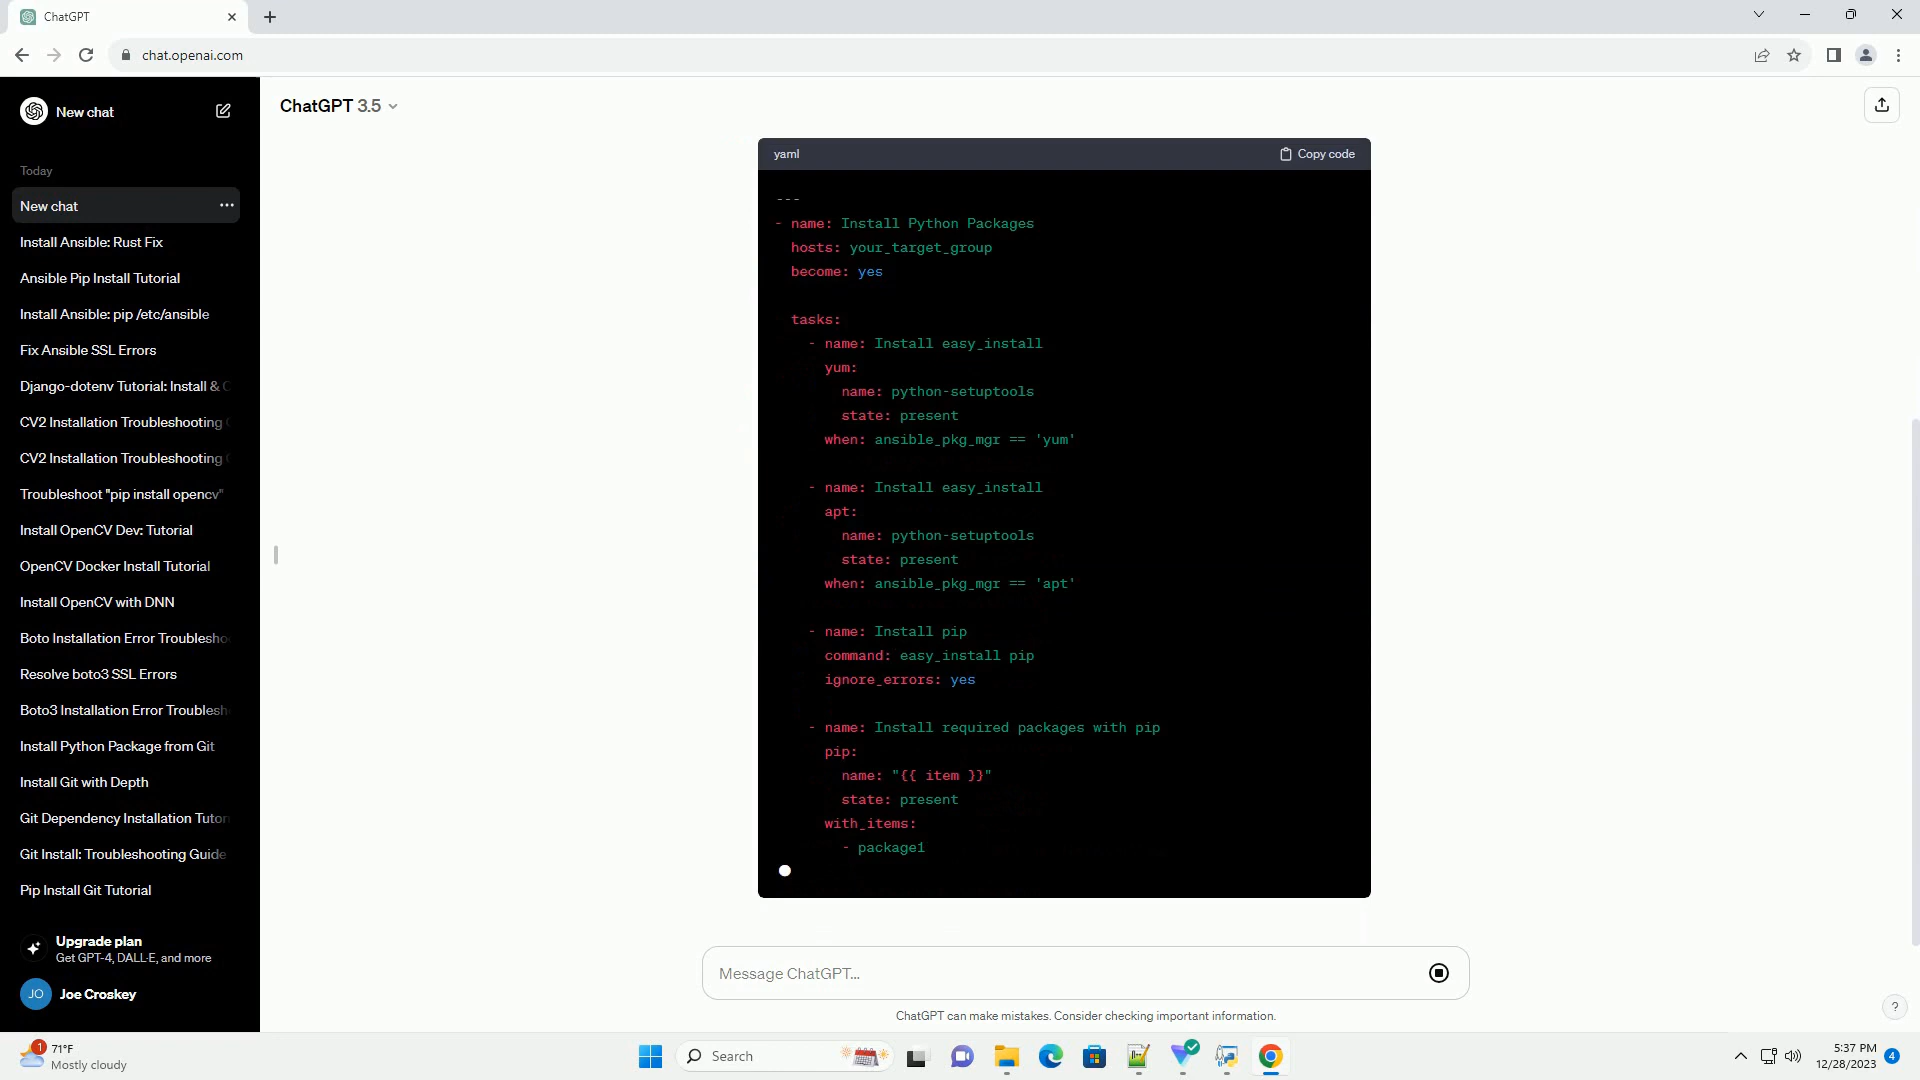 ChatGPT
chat.openai.com
New chat
ChatGPT 3.5
Today
New chat
Install Ansible: Rust Fix
Ansible Pip Install Tutorial
Install Ansible: pip /etc/ansible
Fix Ansible SSL Errors
Django-dotenv Tutorial: Install & C
CV2 Installation Troubleshooting
CV2 Installation Troubleshooting
Troubleshoot "pip install opencv"
Install OpenCV Dev: Tutorial
OpenCV Docker Install Tutorial
Install OpenCV with DNN
Boto Installation Error Troublesho
Resolve boto3 SSL Errors
Boto3 Installation Error Troublesh
Install Python Package from Git
Install Git with Depth
Git Dependency Installation Tutor
Git Install: Troubleshooting Guide
Pip Install Git Tutorial
Upgrade plan
Get GPT-4, DALL·E, and more
JO Joe Croskey
yaml
Copy code
---
- name: Install Python Packages
hosts: your_target_group
become: yes
tasks:
- name: Install easy_install
yum:
name: python-setuptools
state: present
when: ansible_pkg_mgr == 'yum'
- name: Install easy_install
apt:
name: python-setuptools
state: present
when: ansible_pkg_mgr == 'apt'
- name: Install pip
command: easy_install pip
ignore_errors: yes
- name: Install required packages with pip
pip:
name: "{{ item }}"
state: present
with_items:
- package1
Message ChatGPT...
ChatGPT can make mistakes. Consider checking important information.
?
1
71°F
Mostly cloudy
Search
5:37 PM
12/28/2023
4